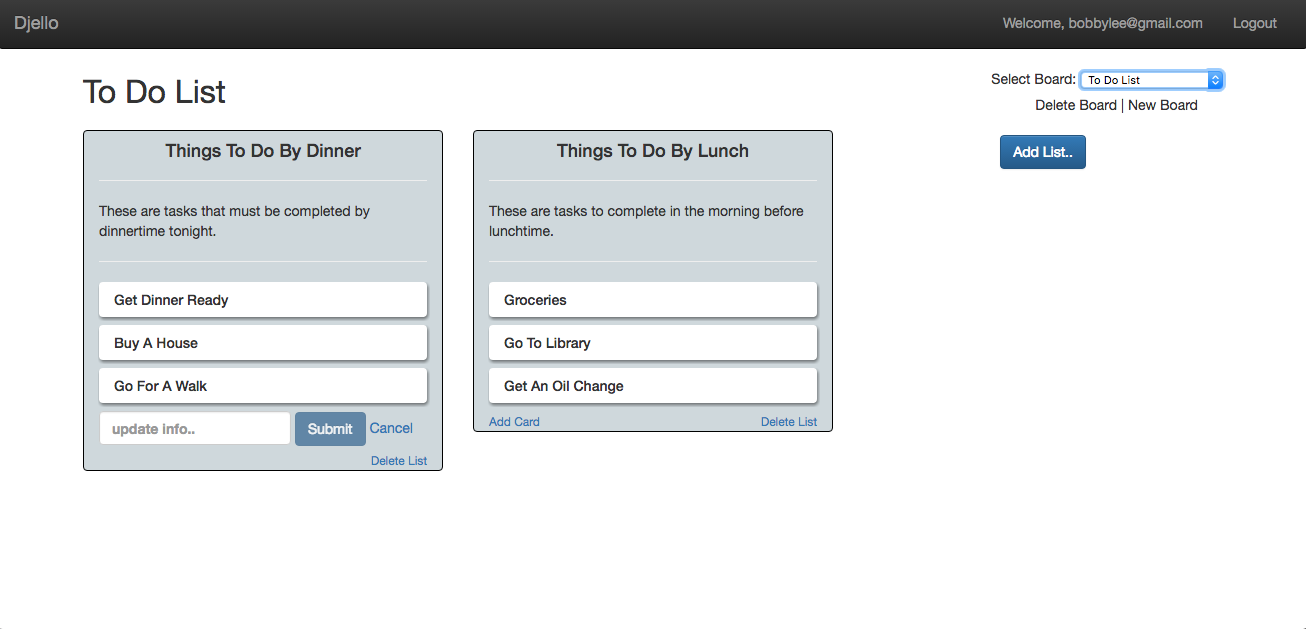 Djello
Welcome, bobbylee@gmail.com
Logout
To Do List
Select Board: To Do List
Delete Board | New Board
Add List..
Things To Do By Dinner
These are tasks that must be completed by
dinnertime tonight.
Get Dinner Ready
Buy A House
Go For A Walk
update info..
Submit
Cancel
Delete List
Things To Do By Lunch
These are tasks to complete in the morning before
lunchtime.
Groceries
Go To Library
Get An Oil Change
Add Card
Delete List